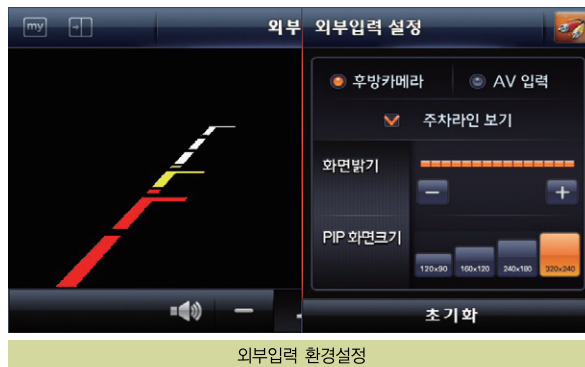 my
외부
외부입력 설정
후방카메라
AV 입력
주차라인 보기
화면밝기
PIP 화면크기
120x90
160x120
240x180
320x240
초기화
외부입력 환경설정